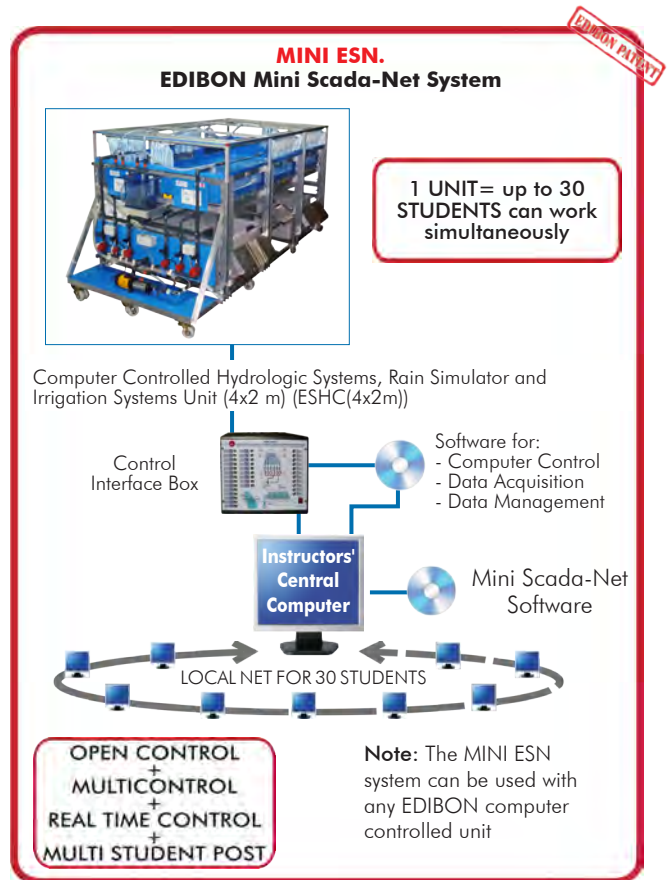 EDIBON PATENT
MINI ESN.
EDIBON Mini Scada-Net System
1 UNIT= up to 30
STUDENTS can work
simultaneously
Computer Controlled Hydrologic Systems, Rain Simulator and
Irrigation Systems Unit (4x2 m) (ESHC(4x2m))
Control
Interface Box
Software for:
- Computer Control
- Data Acquisition
- Data Management
Instructors'
Central
Computer
Mini Scada-Net
Software
LOCAL NET FOR 30 STUDENTS
OPEN CONTROL
+
MULTICONTROL
+
REAL TIME CONTROL
+
MULTI STUDENT POST
Note: The MINI ESN
system can be used with
any EDIBON computer
controlled unit